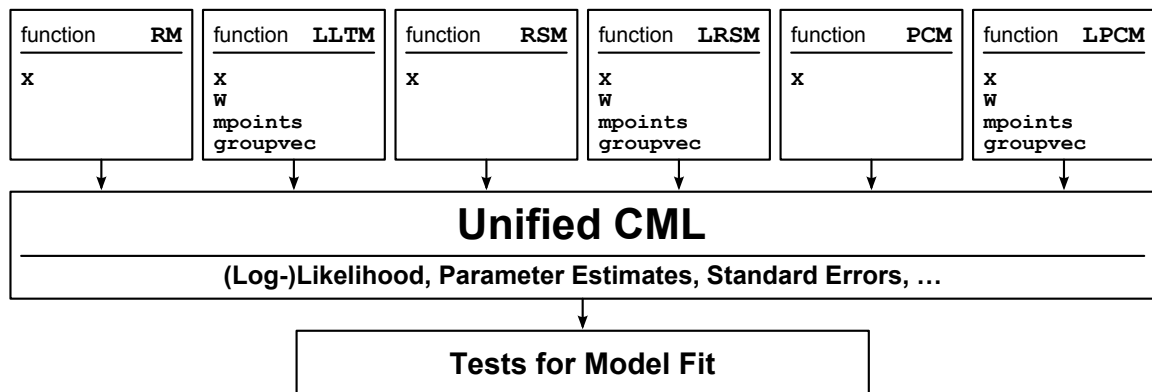 function RM
X
function LLTM
X
W
mpoints
groupvec
function RSM
X
function LRSM
X
W
mpoints
groupvec
function PCM
X
function LPCM
X
W
mpoints
groupvec
Unified CML
(Log-)Likelihood, Parameter Estimates, Standard Errors, …
Tests for Model Fit